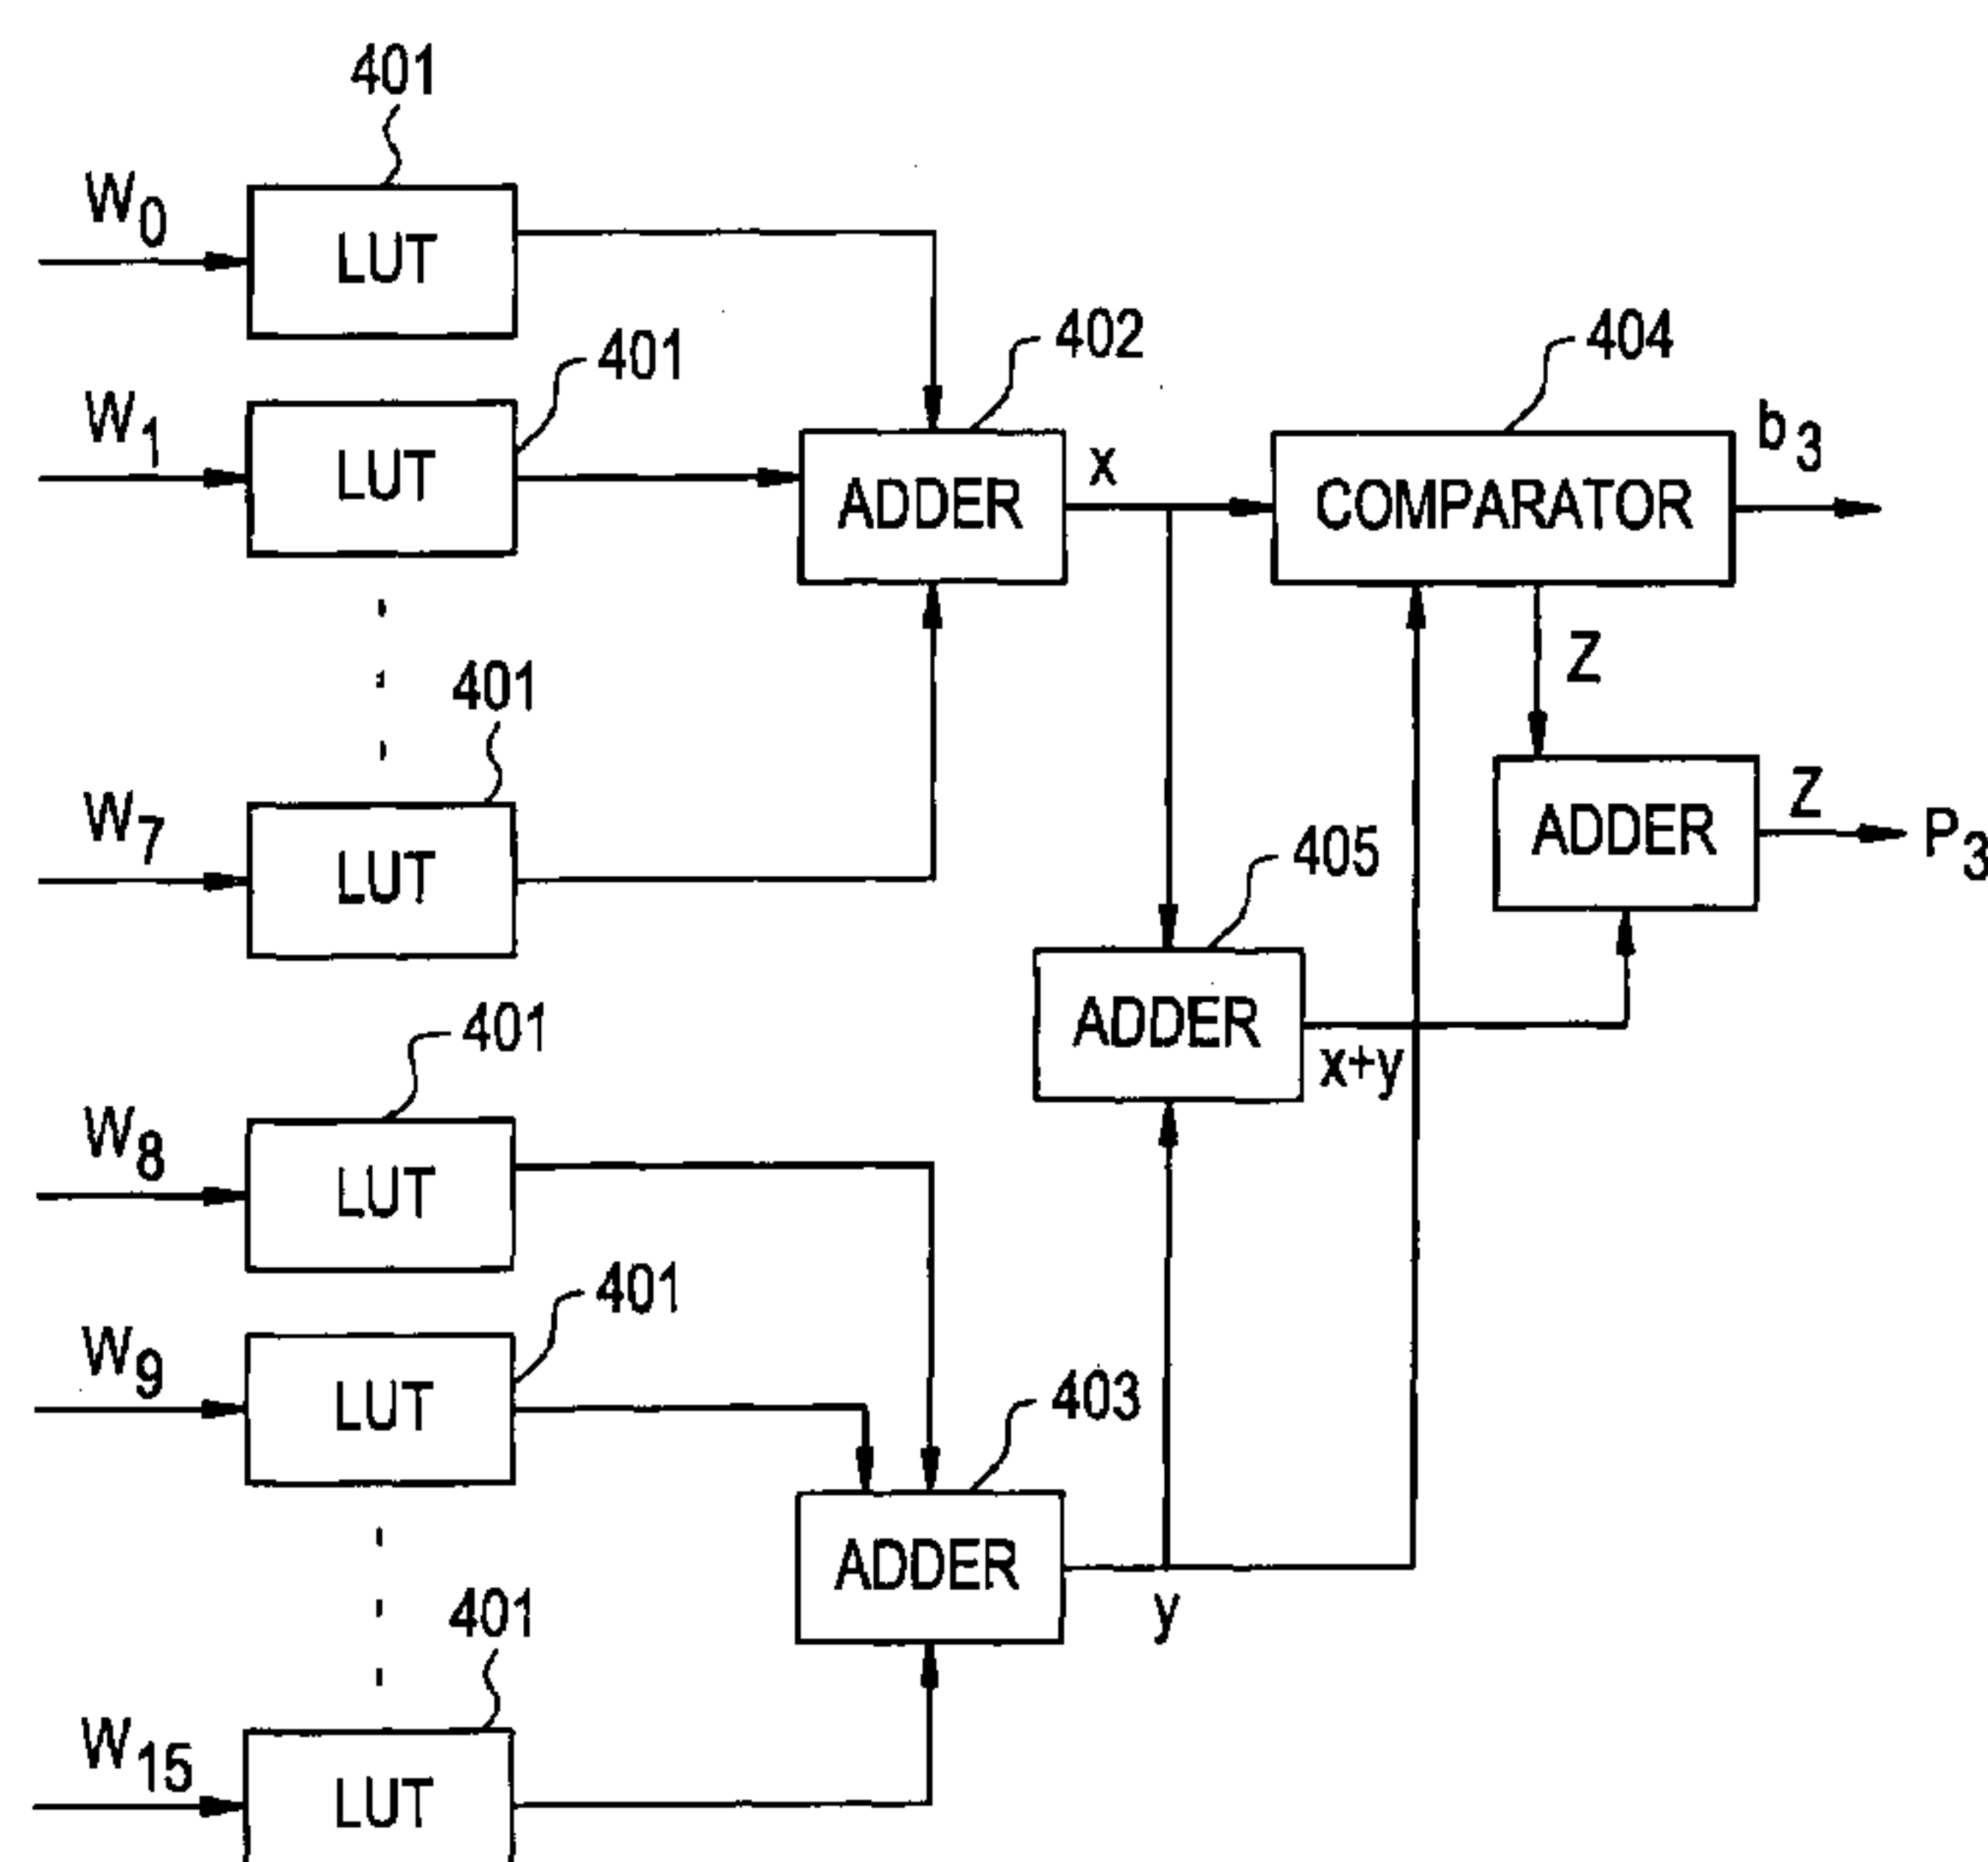 401
W0
LUT
401
W1
LUT
402
ADDER
x
404
COMPARATOR
b3
Z
401
W7
LUT
ADDER
Z
P3
405
ADDER
x+y
401
W8
LUT
401
W9
LUT
403
ADDER
y
401
W15
LUT